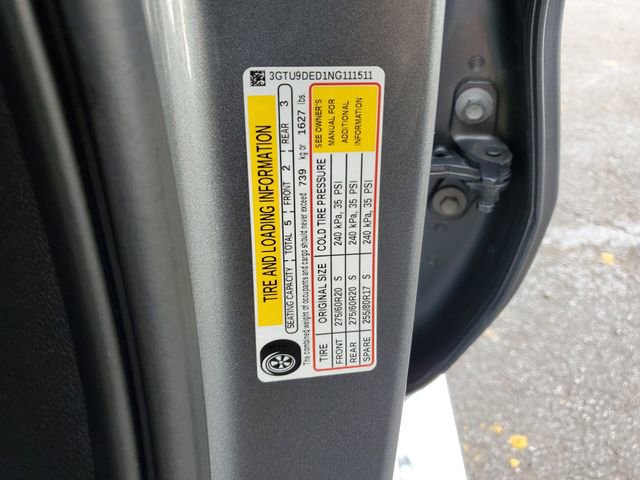 3GTU9DED1NG111511
TIRE AND LOADING INFORMATION
SEATING CAPACITY TOTAL 5 FRONT 2 REAR 3
The combined weight of occupants and cargo should never exceed 739 kg or 1627 lbs.
TIRE ORIGINAL SIZE COLD TIRE PRESSURE
FRONT 275/60R20 S 240 kPa, 35 PSI
REAR 275/60R20 S 240 kPa, 35 PSI
SPARE 255/80R17 S 240 kPa, 35 PSI
SEE OWNER'S
MANUAL FOR
ADDITIONAL
INFORMATION